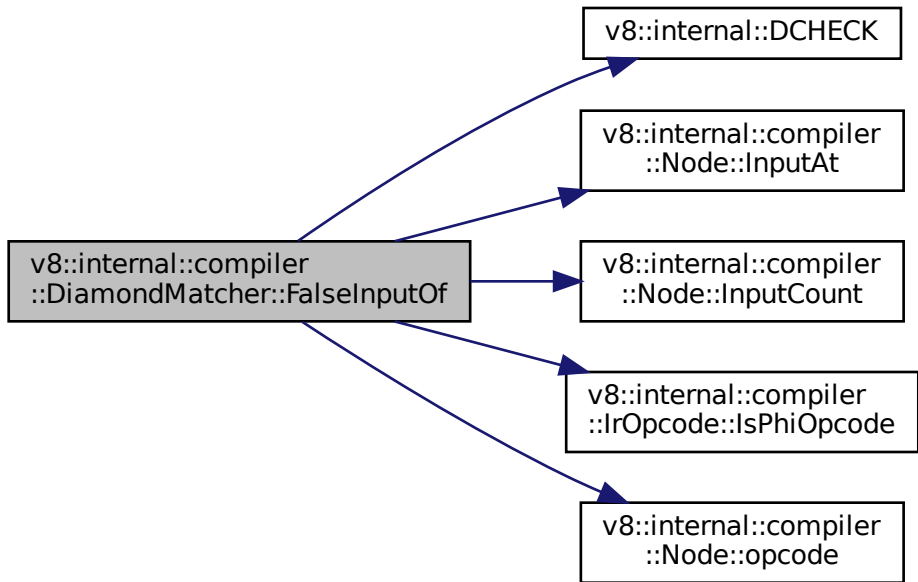 v8::internal::DCHECK
v8::internal::compiler
::Node::InputAt
v8::internal::compiler
::DiamondMatcher::FalseInputOf
v8::internal::compiler
::Node::InputCount
v8::internal::compiler
::IrOpcode::IsPhiOpcode
v8::internal::compiler
::Node::opcode